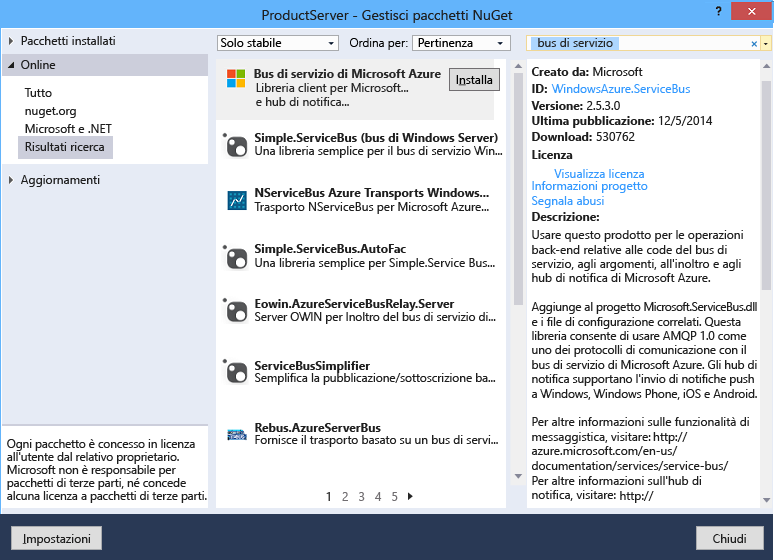 ProductServer - Gestisci pacchetti NuGet
?
Pacchetti installati
Online
Tutto
nuget.org
Microsoft e .NET
Risultati ricerca
Aggiornamenti
Ogni pacchetto è concesso in licenza
all'utente dal relativo proprietario.
Microsoft non è responsabile per
pacchetti di terze parti, né concede
alcuna licenza a pacchetti di terze parti.
Solo stabile
Ordina per: Pertinenza
Bus di servizio di Microsoft Azure
Libreria client per Microsoft...
e hub di notifica...
Installa
Simple.ServiceBus (bus di Windows Server)
Una libreria semplice per il bus di servizio Win...
NServiceBus Azure Transports Windows...
Trasporto NServiceBus per Microsoft Azure...
Simple.ServiceBus.AutoFac
Una libreria semplice per Simple.Service Bus...
Eowin.AzureServiceBusRelay.Server
Server OWIN per Inoltro del bus di servizio di...
ServiceBusSimplifier
Semplifica la pubblicazione/sottoscrizione ba...
Rebus.AzureServerBus
Fornisce il trasporto basato su un bus di servi...
1 2 3 4 5
bus di servizio
Creato da: Microsoft
ID: WindowsAzure.ServiceBus
Versione: 2.5.3.0
Ultima pubblicazione: 12/5/2014
Download: 530762
Licenza
Visualizza licenza
Informazioni progetto
Segnala abusi
Descrizione:
Usare questo prodotto per le operazioni
back-end relative alle code del bus di
servizio, agli argomenti, all'inoltro e agli
hub di notifica di Microsoft Azure.
Aggiunge al progetto Microsoft.ServiceBus.dll
e i file di configurazione correlati. Questa
libreria consente di usare AMQP 1.0 come
uno dei protocolli di comunicazione con il
bus di servizio di Microsoft Azure. Gli hub di
notifica supportano l'invio di notifiche push
a Windows, Windows Phone, iOS e Android.
Per altre informazioni sulle funzionalità di
messaggistica, visitare: http://
azure.microsoft.com/en-us/
documentation/services/service-bus/
Per altre informazioni sull'hub di
notifica, visitare: http://
Impostazioni
Chiudi